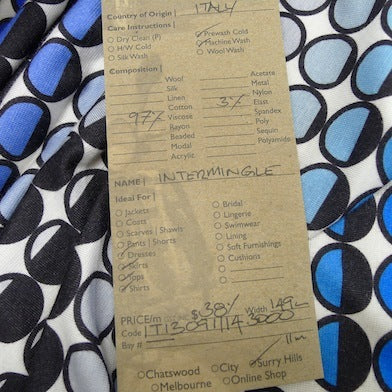 Country of Origin | ITALY
Care Instructions |
Dry Clean (P) Prewash Cold
H/W Cold Machine Wash
Silk Wash Wool Wash
Composition |
Wool Acetate
Silk Metal
Linen Nylon
97% Cotton 3% Elast
Viscose Spandex
Rayon Poly
Beaded Sequin
Modal Polyamide
Acrylic
NAME | INTERMINGLE
Ideal For |
Jackets Bridal
Coats Lingerie
Scarves | Shawls Swimwear
Pants | Shorts Lining
Dresses Soft Furnishings
Skirts Cushions
Tops
Shirts
PRICE/m $38 Width 149
Code 1T13091114 3000
Bay # 11m
Chatswood City Surry Hills
Melbourne Online Shop